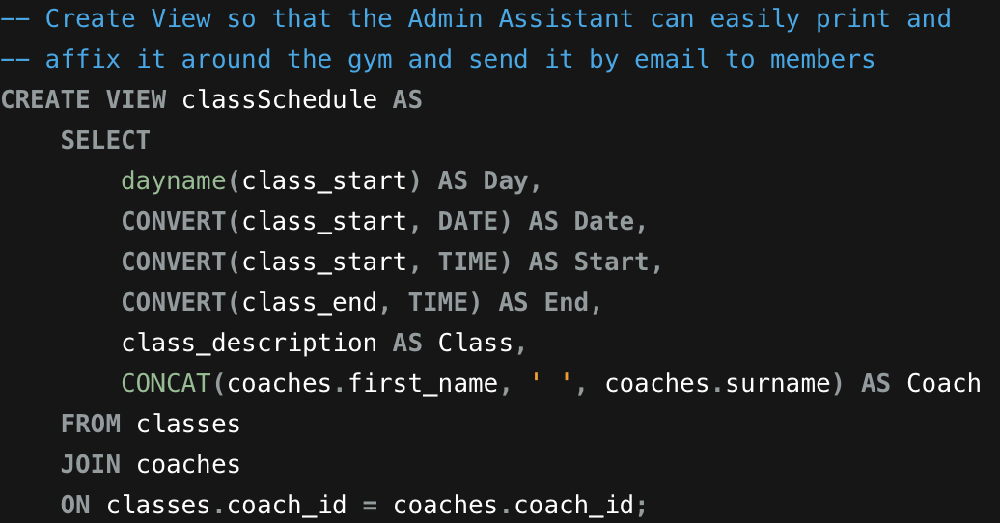 -- Create View so that the Admin Assistant can easily print and
-- affix it around the gym and send it by email to members
CREATE VIEW classSchedule AS
    SELECT
        dayname(class_start) AS Day,
        CONVERT(class_start, DATE) AS Date,
        CONVERT(class_start, TIME) AS Start,
        CONVERT(class_end, TIME) AS End,
        class_description AS Class,
        CONCAT(coaches.first_name, ' ', coaches.surname) AS Coach
    FROM classes
    JOIN coaches
    ON classes.coach_id = coaches.coach_id;